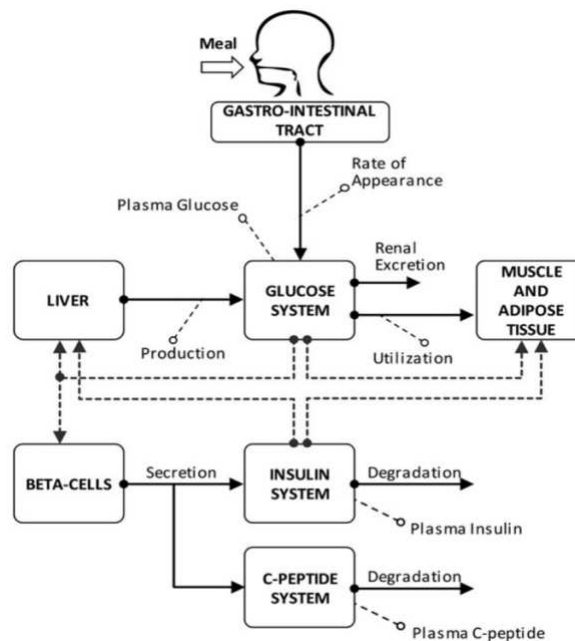 Meal
GASTRO-INTESTINAL
TRACT
Rate of
Appearance
Plasma Glucose
Renal
Excretion
LIVER
GLUCOSE
SYSTEM
MUSCLE
AND
ADIPOSE
TISSUE
Production
Utilization
BETA-CELLS
Secretion
INSULIN
SYSTEM
Degradation
Plasma Insulin
C-PEPTIDE
SYSTEM
Degradation
Plasma C-peptide